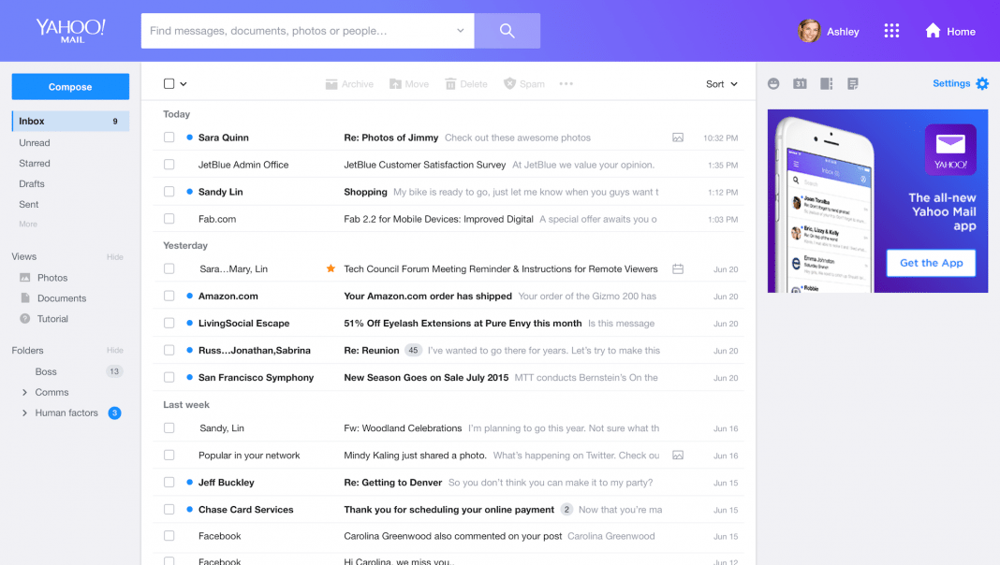 YAHOO!
MAIL
Find messages, documents, photos or people…
Ashley
Home
Compose
Inbox 9
Unread
Starred
Drafts
Sent
More
Views Hide
Photos
Documents
Tutorial
Folders Hide
Boss 13
Comms
Human factors 3
Archive Move Delete Spam
Sort
Today
Sara Quinn Re: Photos of Jimmy Check out these awesome photos 10:32 PM
JetBlue Admin Office JetBlue Customer Satisfaction Survey At JetBlue we value your opinion. 1:35 PM
Sandy Lin Shopping My bike is ready to go, just let me know when you guys want t 1:12 PM
Fab.com Fab 2.2 for Mobile Devices: Improved Digital A special offer awaits you o 1:03 PM
Yesterday
Sara…Mary, Lin Tech Council Forum Meeting Reminder & Instructions for Remote Viewers Jun 20
Amazon.com Your Amazon.com order has shipped Your order of the Gizmo 200 has Jun 20
LivingSocial Escape 51% Off Eyelash Extensions at Pure Envy this month Is this message Jun 20
Russ…Jonathan,Sabrina Re: Reunion 45 I've wanted to go there for years. Let's try to make this Jun 20
San Francisco Symphony New Season Goes on Sale July 2015 MTT conducts Bernstein's On the Jun 20
Last week
Sandy, Lin Fw: Woodland Celebrations I'm planning to go this year. Not sure what th Jun 16
Popular in your network Mindy Kaling just shared a photo. What's happening on Twitter. Check ou Jun 16
Jeff Buckley Re: Getting to Denver So you don't think you can make it to my party? Jun 15
Chase Card Services Thank you for scheduling your online payment 2 Now that you're ma Jun 15
Facebook Carolina Greenwood also commented on your post Carolina Greenwood Jun 15
Facebook Hi Carolina, we miss you.. Jun 12
31
Settings
Search
Joan Toralba
Eric, Lizzy & Kelly
Emma Johnston
Robbie
YAHOO!
The all-new
Yahoo Mail
app
Get the App